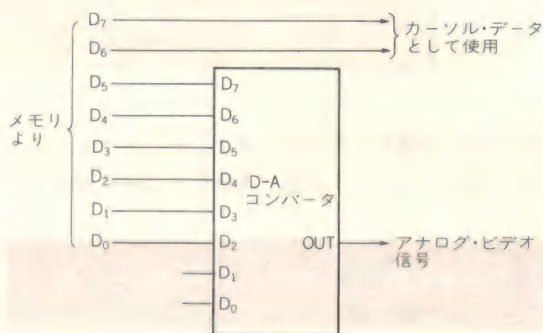 D7
カーソル・データ
として使用
D6
D5
D7
D4
D6
メモリ
より
D3
D5
D2
D4
D-A
コンバータ
D1
D3
D0
D2
OUT
アナログ・ビデオ
信号
D1
D0